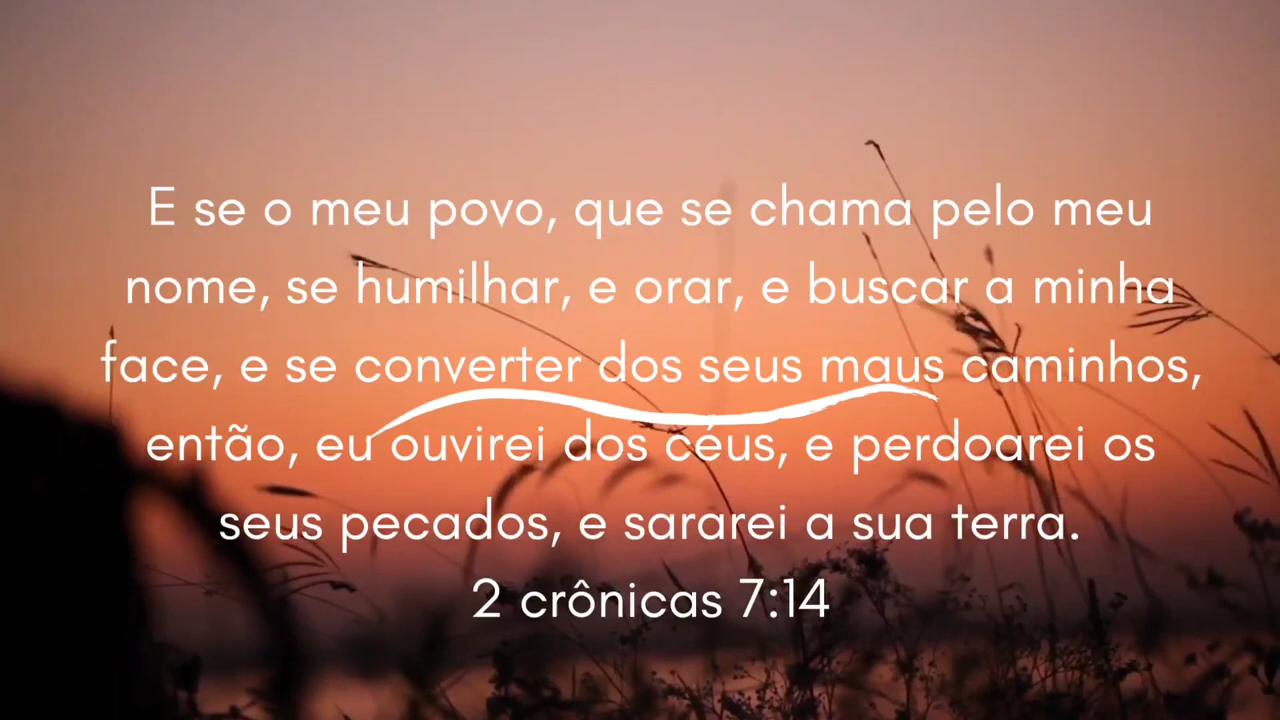 E se o meu povo, que se chama pelo meu
nome, se humilhar, e orar, e buscar a minha
face, e se converter dos seus maus caminhos,
então, eu ouvirei dos céus, e perdoarei os
seus pecados, e sararei a sua terra.
2 crônicas 7:14